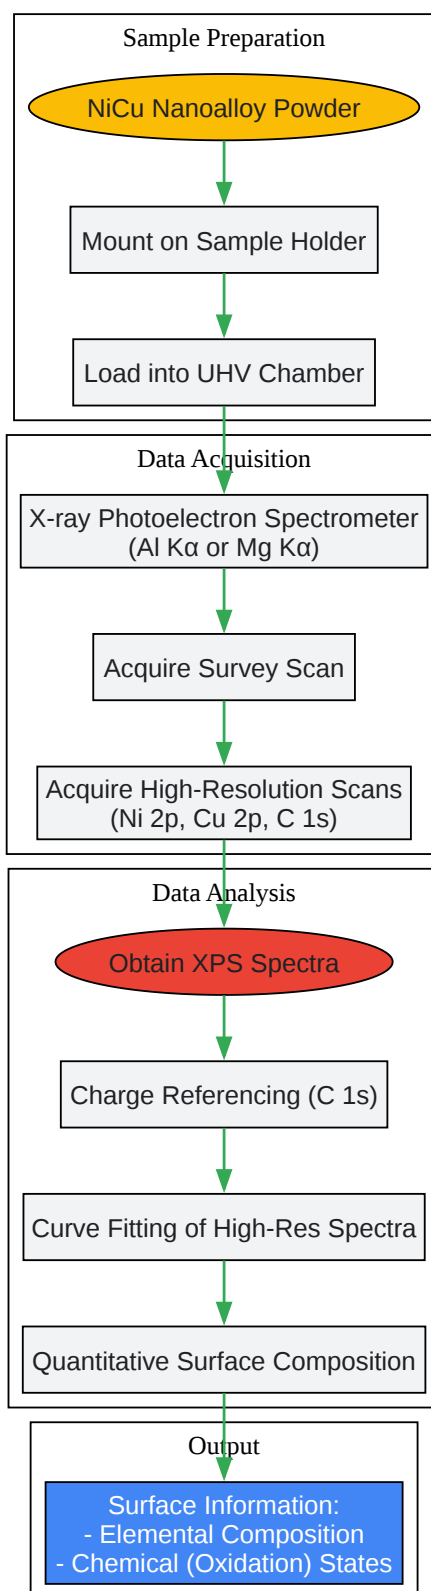 Sample Preparation
NiCu Nanoalloy Powder
Mount on Sample Holder
Load into UHV Chamber
Data Acquisition
X-ray Photoelectron Spectrometer
(Al Kα or Mg Kα)
Acquire Survey Scan
Acquire High-Resolution Scans
(Ni 2p, Cu 2p, C 1s)
Data Analysis
Obtain XPS Spectra
Charge Referencing (C 1s)
Curve Fitting of High-Res Spectra
Quantitative Surface Composition
Output
Surface Information:
- Elemental Composition
- Chemical (Oxidation) States